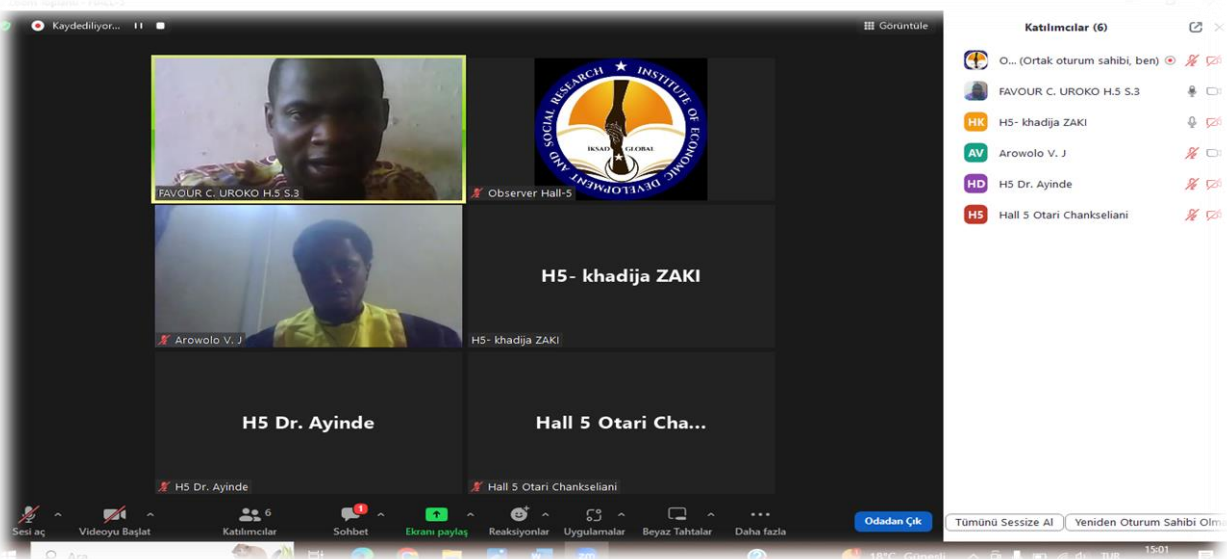 Kaydediliyor...
Görüntüle
FAVOUR C. UROKO H.5 S.3
INSTITUTE OF ECONOMIC DEVELOPMENT AND SOCIAL RESEARCH
IKSAD GLOBAL
Observer Hall-5
Arowolo V. J
H5- khadija ZAKI
H5- khadija ZAKI
H5 Dr. Ayinde
H5 Dr. Ayinde
Hall 5 Otari Cha...
Hall 5 Otari Chankseliani
Katılımcılar (6)
O... (Ortak oturum sahibi, ben)
FAVOUR C. UROKO H.5 S.3
HK H5- khadija ZAKI
AV Arowolo V. J
HD H5 Dr. Ayinde
H5 Hall 5 Otari Chankseliani
Sesi aç
Videoyu Başlat
6
Katılımcılar
1
Sohbet
Ekranı paylaş
Reaksiyonlar
Uygulamalar
Beyaz Tahtalar
Daha fazla
Odadan Çık
Tümünü Sessize Al
Yeniden Oturum Sahibi Olma
Ara
18°C Güneşli
TUR
15:01